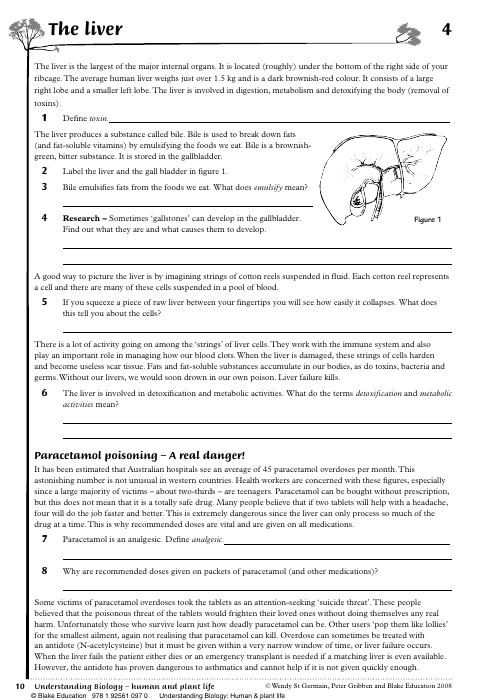 The liver
4
The liver is the largest of the major internal organs. It is located (roughly) under the bottom of the right side of your
ribcage. The average human liver weighs just over 1.5 kg and is a dark brownish-red colour. It consists of a large
right lobe and a smaller left lobe. The liver is involved in digestion, metabolism and detoxifying the body (removal of
toxins).
1 Define toxin.
The liver produces a substance called bile. Bile is used to break down fats
(and fat-soluble vitamins) by emulsifying the foods we eat. Bile is a brownish-
green, bitter substance. It is stored in the gallbladder.
2 Label the liver and the gall bladder in figure 1.
3 Bile emulsifies fats from the foods we eat. What does emulsify mean?
4 Research – Sometimes ‘gallstones’ can develop in the gallbladder.
Find out what they are and what causes them to develop.
Figure 1
A good way to picture the liver is by imagining strings of cotton reels suspended in fluid. Each cotton reel represents
a cell and there are many of these cells suspended in a pool of blood.
5 If you squeeze a piece of raw liver between your fingertips you will see how easily it collapses. What does
this tell you about the cells?
There is a lot of activity going on among the ‘strings’ of liver cells. They work with the immune system and also
play an important role in managing how our blood clots. When the liver is damaged, these strings of cells harden
and become useless scar tissue. Fats and fat-soluble substances accumulate in our bodies, as do toxins, bacteria and
germs. Without our livers, we would soon drown in our own poison. Liver failure kills.
6 The liver is involved in detoxification and metabolic activities. What do the terms detoxification and metabolic
activities mean?
Paracetamol poisoning – A real danger!
It has been estimated that Australian hospitals see an average of 45 paracetamol overdoses per month. This
astonishing number is not unusual in western countries. Health workers are concerned with these figures, especially
since a large majority of victims – about two-thirds – are teenagers. Paracetamol can be bought without prescription,
but this does not mean that it is a totally safe drug. Many people believe that if two tablets will help with a headache,
four will do the job faster and better. This is extremely dangerous since the liver can only process so much of the
drug at a time. This is why recommended doses are vital and are given on all medications.
7 Paracetamol is an analgesic. Define analgesic.
8 Why are recommended doses given on packets of paracetamol (and other medications)?
Some victims of paracetamol overdoses took the tablets as an attention-seeking ‘suicide threat’. These people
believed that the poisonous threat of the tablets would frighten their loved ones without doing themselves any real
harm. Unfortunately those who survive learn just how deadly paracetamol can be. Other users ‘pop them like lollies’
for the smallest ailment, again not realising that paracetamol can kill. Overdose can sometimes be treated with
an antidote (N-acetylcysteine) but it must be given within a very narrow window of time, or liver failure occurs.
When the liver fails the patient either dies or an emergency transplant is needed if a matching liver is even available.
However, the antidote has proven dangerous to asthmatics and cannot help if it is not given quickly enough.
10 Understanding Biology – human and plant life
© Wendy St Germain, Peter Gribben and Blake Education 2008
© Blake Education 978 1 92561 097 0 Understanding Biology: Human & plant life